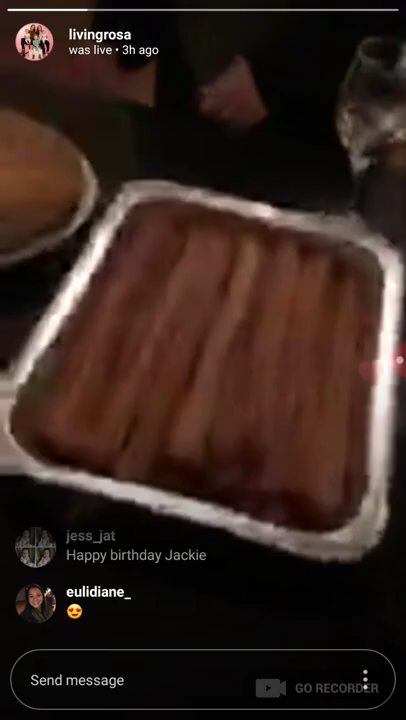 livingrosa
was live • 3h ago
jess_jat
Happy birthday Jackie
eulidiane_
😍
Send message
GO RECORDER